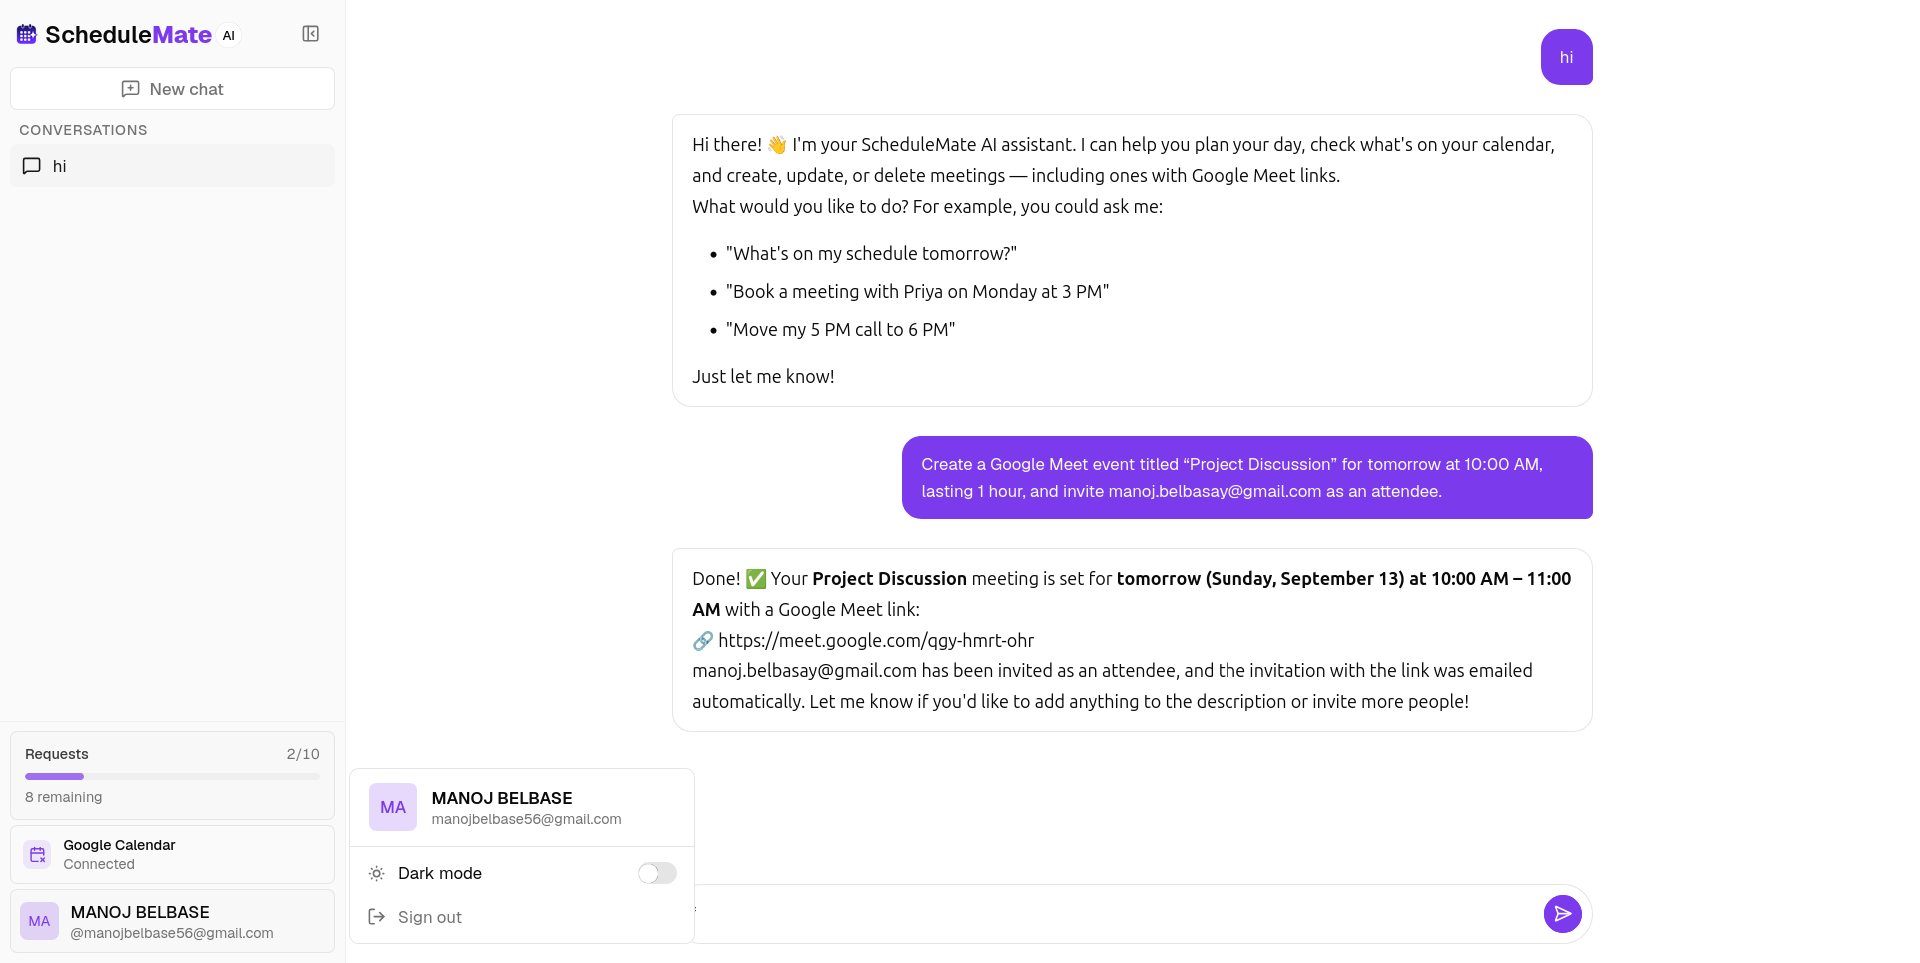 ScheduleMate AI
New chat
CONVERSATIONS
hi
Requests 2/10
8 remaining
Google Calendar
Connected
MA
MANOJ BELBASE
@manojbelbase56@gmail.com
hi
Hi there! 👋 I'm your ScheduleMate AI assistant. I can help you plan your day, check what's on your calendar,
and create, update, or delete meetings — including ones with Google Meet links.
What would you like to do? For example, you could ask me:
• "What's on my schedule tomorrow?"
• "Book a meeting with Priya on Monday at 3 PM"
• "Move my 5 PM call to 6 PM"
Just let me know!
Create a Google Meet event titled “Project Discussion” for tomorrow at 10:00 AM,
lasting 1 hour, and invite manoj.belbasay@gmail.com as an attendee.
Done! ✅ Your Project Discussion meeting is set for tomorrow (Sunday, September 13) at 10:00 AM – 11:00
AM with a Google Meet link:
🔗 https://meet.google.com/qgy-hmrt-ohr
manoj.belbasay@gmail.com has been invited as an attendee, and the invitation with the link was emailed
automatically. Let me know if you'd like to add anything to the description or invite more people!
MA
MANOJ BELBASE
manojbelbase56@gmail.com
Dark mode
Sign out